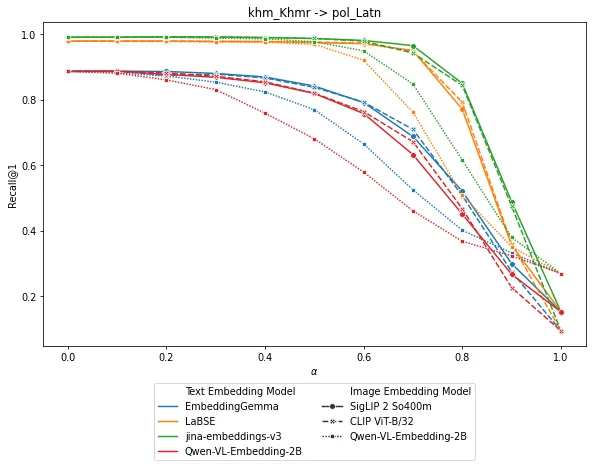 khm_Khmr -> pol_Latn
Recall@1
1.0
0.8
0.6
0.4
0.2
0.0 0.2 0.4 0.6 0.8 1.0
α
Text Embedding Model
EmbeddingGemma
LaBSE
jina-embeddings-v3
Qwen-VL-Embedding-2B
Image Embedding Model
SigLIP 2 So400m
CLIP ViT-B/32
Qwen-VL-Embedding-2B